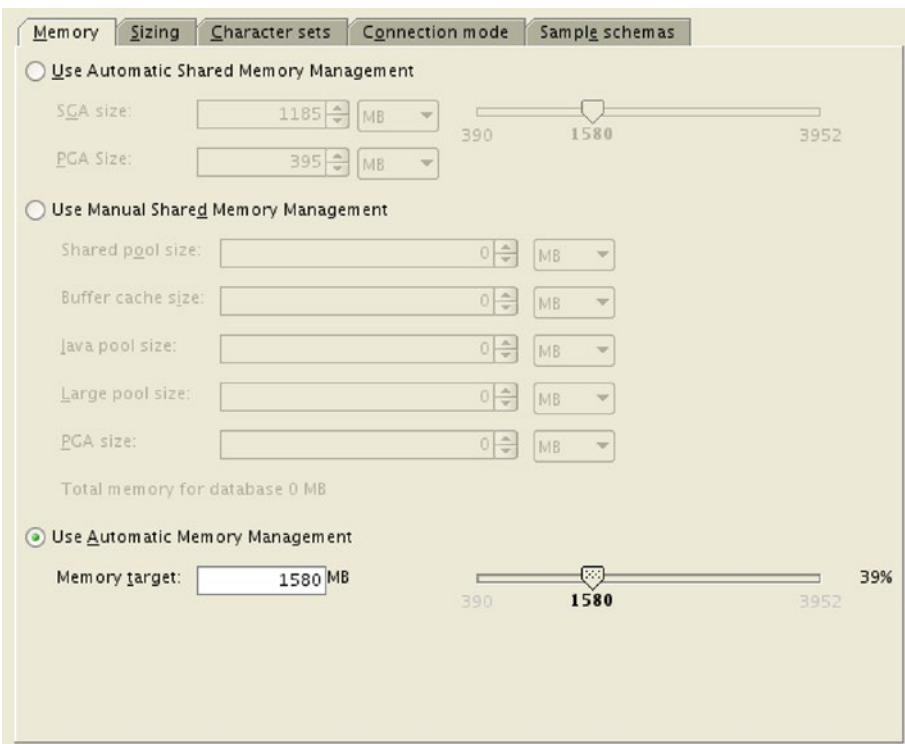 Memory Sizing Character sets Connection mode Sample schemas
Use Automatic Shared Memory Management
SGA size: 1185 MB
390 1580 3952
PGA Size: 395 MB
Use Manual Shared Memory Management
Shared pool size: 0 MB
Buffer cache size: 0 MB
Java pool size: 0 MB
Large pool size: 0 MB
PGA size: 0 MB
Total memory for database 0 MB
Use Automatic Memory Management
Memory target: 1580 MB 39%
390 1580 3952